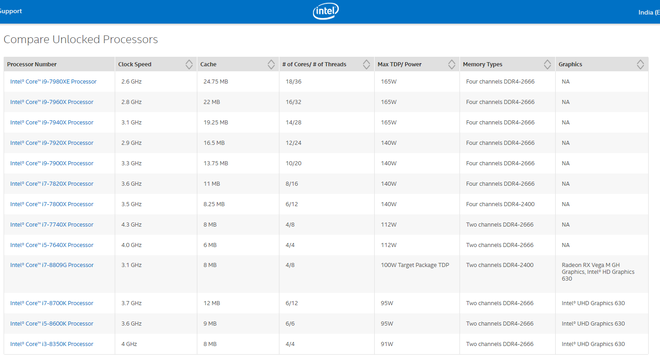 Support
intel
India (E
Compare Unlocked Processors
Processor Number Clock Speed Cache # of Cores/ # of Threads Max TDP/ Power Memory Types Graphics
Intel® Core™ i9-7980XE Processor 2.6 GHz 24.75 MB 18/36 165W Four channels DDR4-2666 NA
Intel® Core™ i9-7960X Processor 2.8 GHz 22 MB 16/32 165W Four channels DDR4-2666 NA
Intel® Core™ i9-7940X Processor 3.1 GHz 19.25 MB 14/28 165W Four channels DDR4-2666 NA
Intel® Core™ i9-7920X Processor 2.9 GHz 16.5 MB 12/24 140W Four channels DDR4-2666 NA
Intel® Core™ i9-7900X Processor 3.3 GHz 13.75 MB 10/20 140W Four channels DDR4-2666 NA
Intel® Core™ i7-7820X Processor 3.6 GHz 11 MB 8/16 140W Four channels DDR4-2666 NA
Intel® Core™ i7-7800X Processor 3.5 GHz 8.25 MB 6/12 140W Four channels DDR4-2400 NA
Intel® Core™ i7-7740X Processor 4.3 GHz 8 MB 4/8 112W Two channels DDR4-2666 NA
Intel® Core™ i5-7640X Processor 4.0 GHz 6 MB 4/4 112W Two channels DDR4-2666 NA
Intel® Core™ i7-8809G Processor 3.1 GHz 8 MB 4/8 100W Target Package TDP Two channels DDR4-2400 Radeon RX Vega M GH
Graphics, Intel® HD Graphics
630
Intel® Core™ i7-8700K Processor 3.7 GHz 12 MB 6/12 95W Two channels DDR4-2666 Intel® UHD Graphics 630
Intel® Core™ i5-8600K Processor 3.6 GHz 9 MB 6/6 95W Two channels DDR4-2666 Intel® UHD Graphics 630
Intel® Core™ i3-8350K Processor 4 GHz 8 MB 4/4 91W Two channels DDR4-2666 Intel® UHD Graphics 630